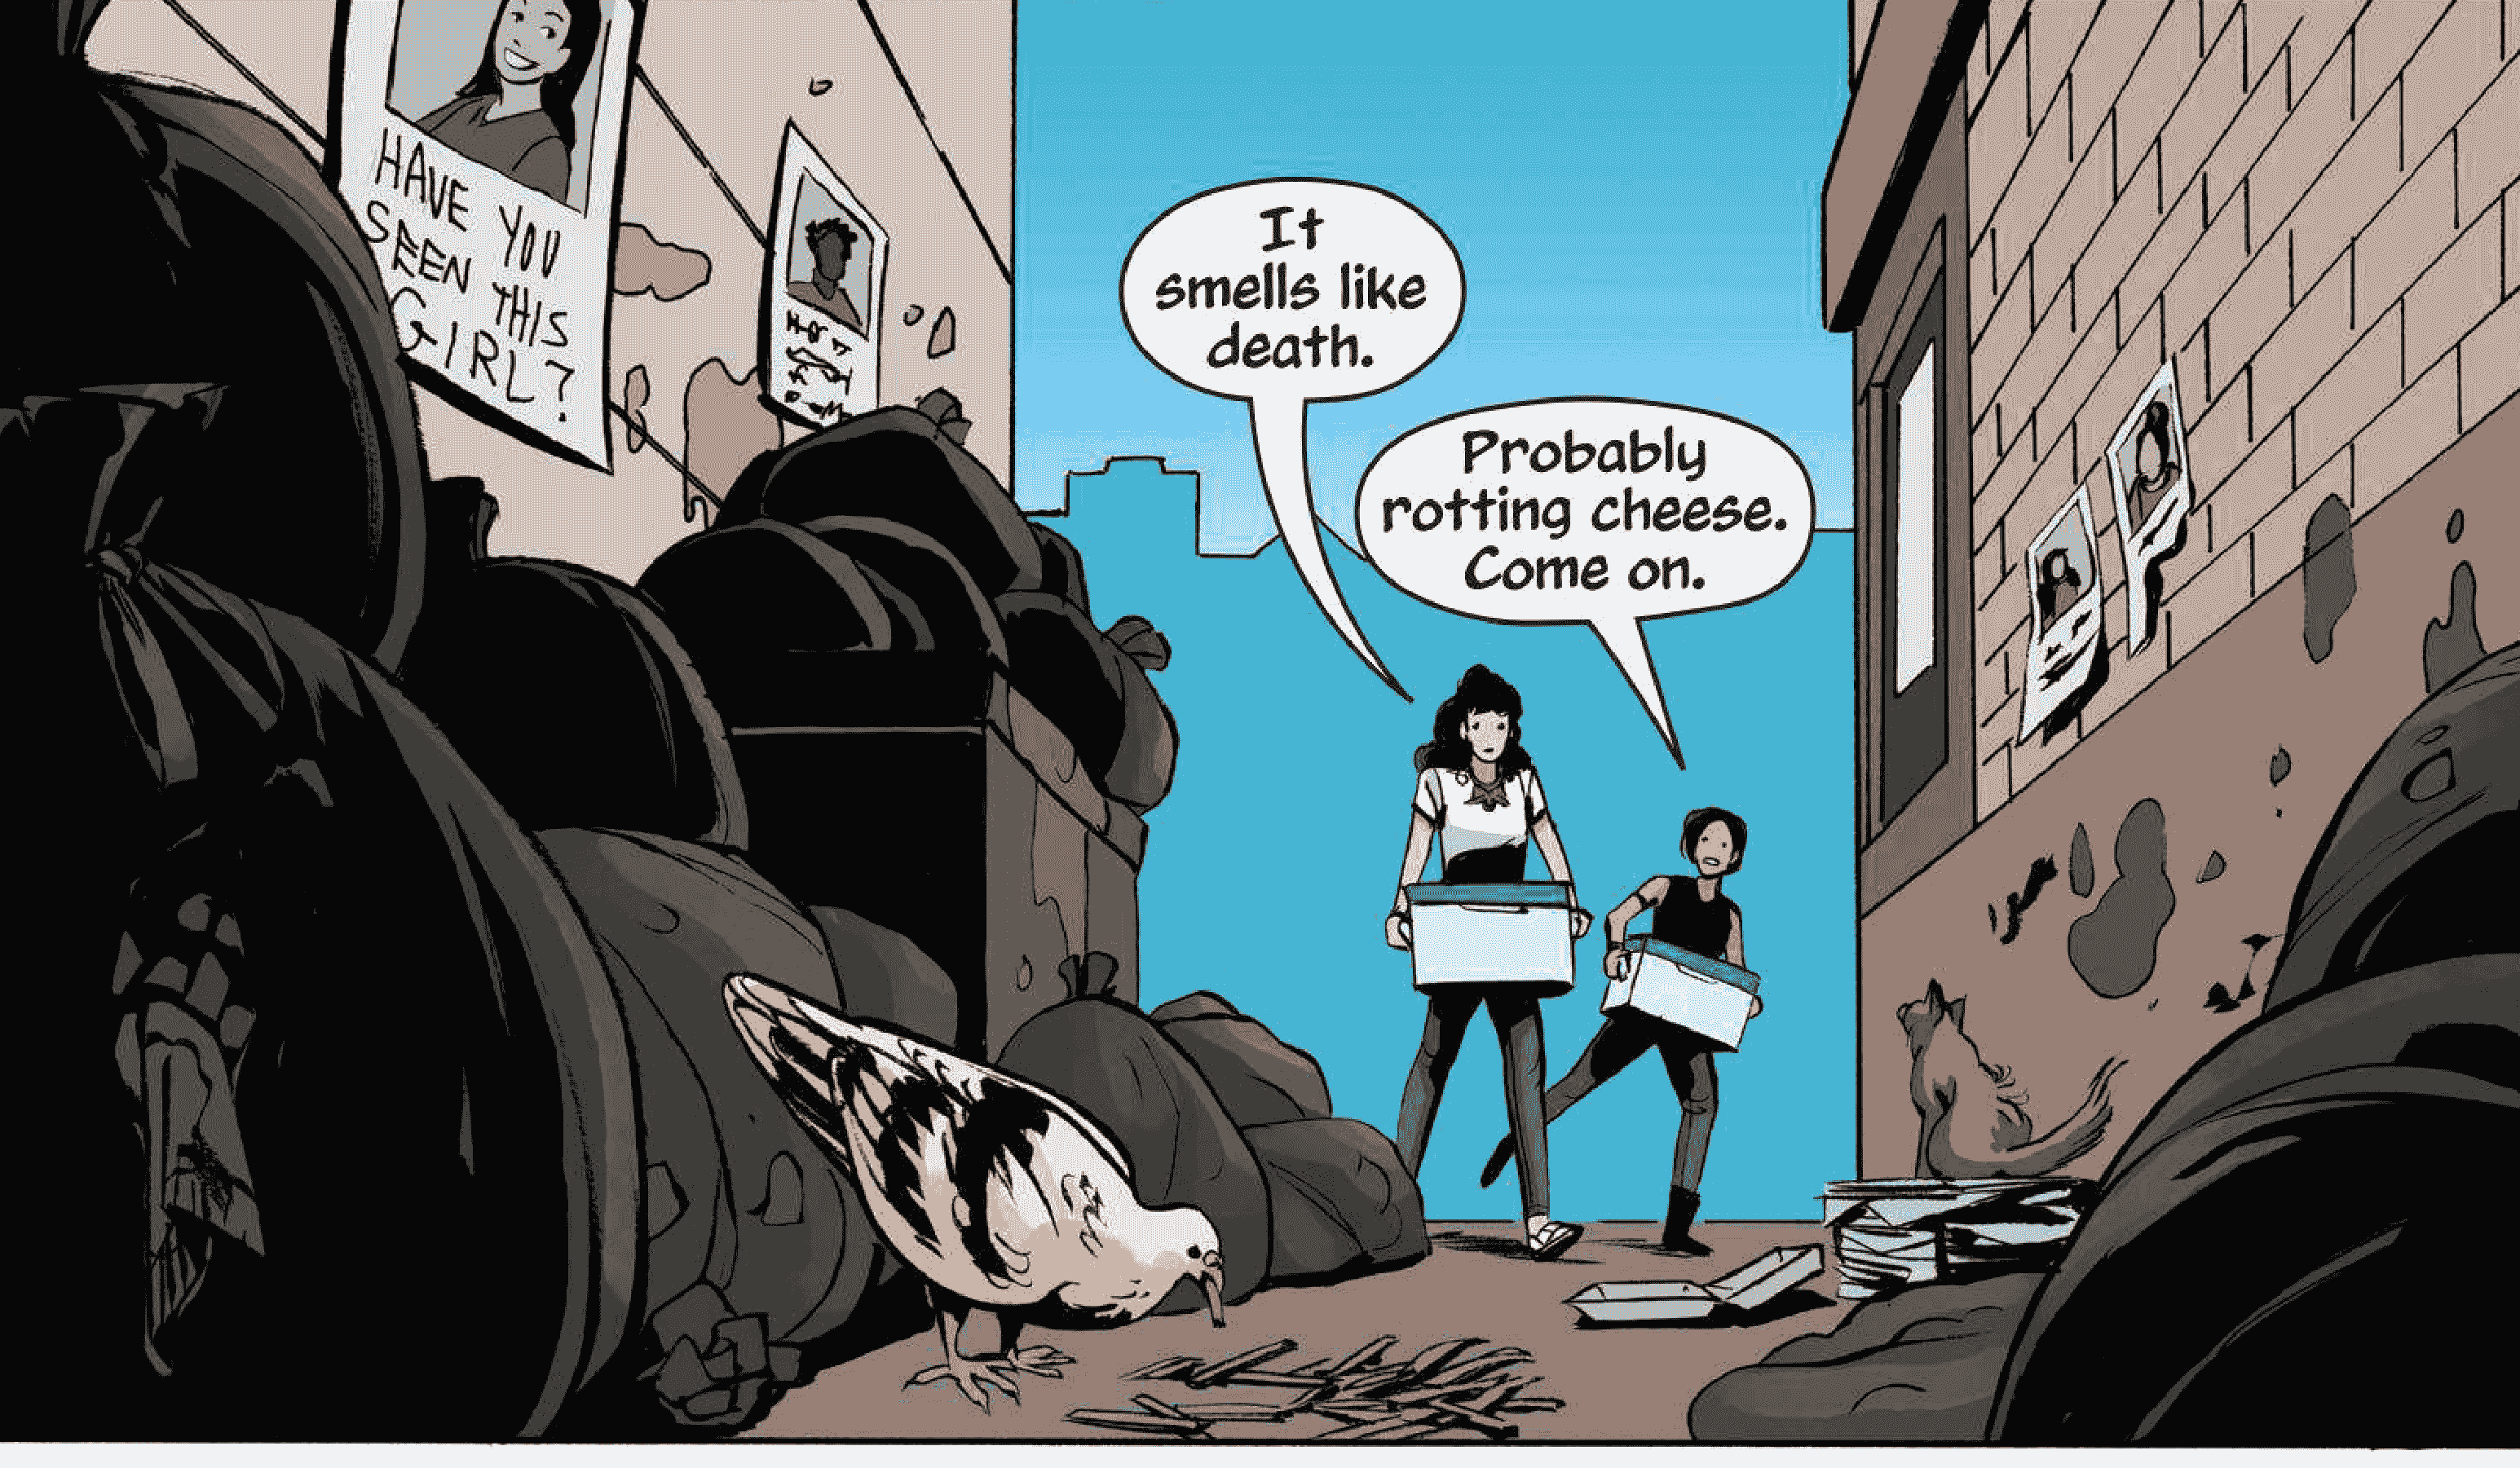 HAVE YOU
SEEN THIS
GIRL?
It
smells like
death.
Probably
rotting cheese.
Come on.